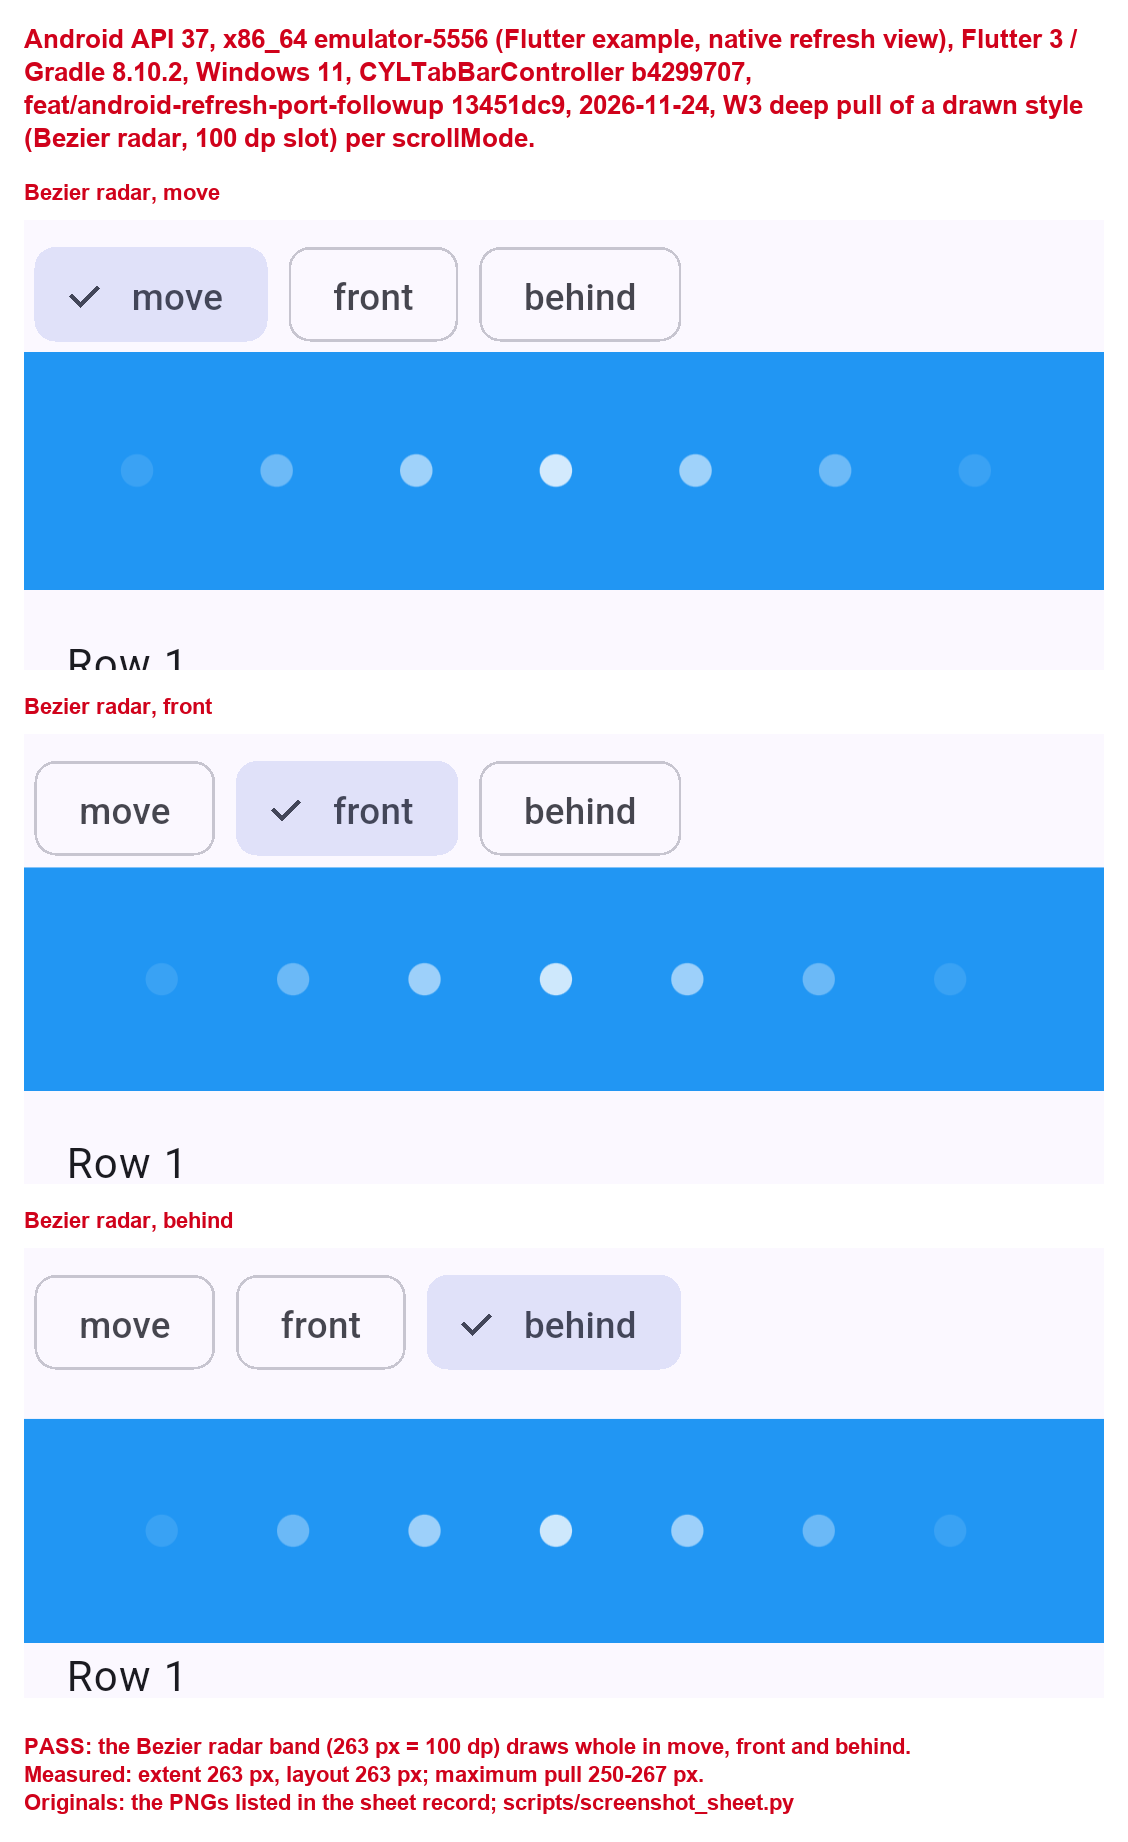 Android API 37, x86_64 emulator-5556 (Flutter example, native refresh view), Flutter 3 /
Gradle 8.10.2, Windows 11, CYLTabBarController b4299707,
feat/android-refresh-port-followup 13451dc9, 2026-11-24, W3 deep pull of a drawn style
(Bezier radar, 100 dp slot) per scrollMode.
Bezier radar, move
move front behind
Row 1
Bezier radar, front
move front behind
Row 1
Bezier radar, behind
move front behind
Row 1
PASS: the Bezier radar band (263 px = 100 dp) draws whole in move, front and behind.
Measured: extent 263 px, layout 263 px; maximum pull 250-267 px.
Originals: the PNGs listed in the sheet record; scripts/screenshot_sheet.py